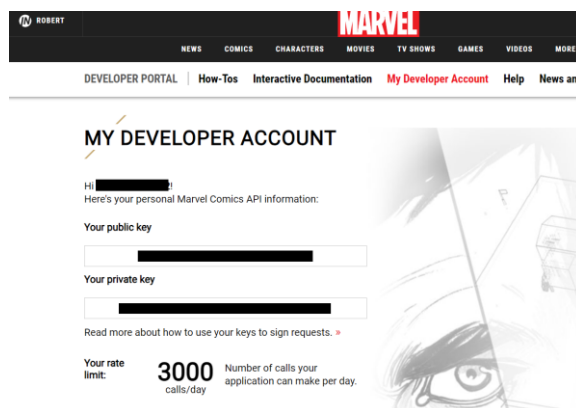 IN ROBERT
MARVEL
NEWS COMICS CHARACTERS MOVIES TV SHOWS GAMES VIDEOS MORE
DEVELOPER PORTAL How-Tos Interactive Documentation My Developer Account Help News an
MY DEVELOPER ACCOUNT
Hi !
Here's your personal Marvel Comics API information:
Your public key
Your private key
Read more about how to use your keys to sign requests. »
Your rate limit:
3000
calls/day
Number of calls your
application can make per day.